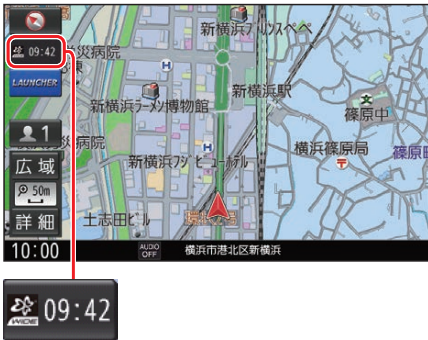 新横浜プリンスペペ
09:42
災病院
LAUNCHER
新横浜駅
新横浜ラーメン博物館
文
篠原中
1
病院
横浜篠原局
篠原
広域
新横浜フジビューホテル
50m
詳細
土志田ビル
10:00
AUDIO
OFF
横浜市港北区新横浜
WIDE
09:42